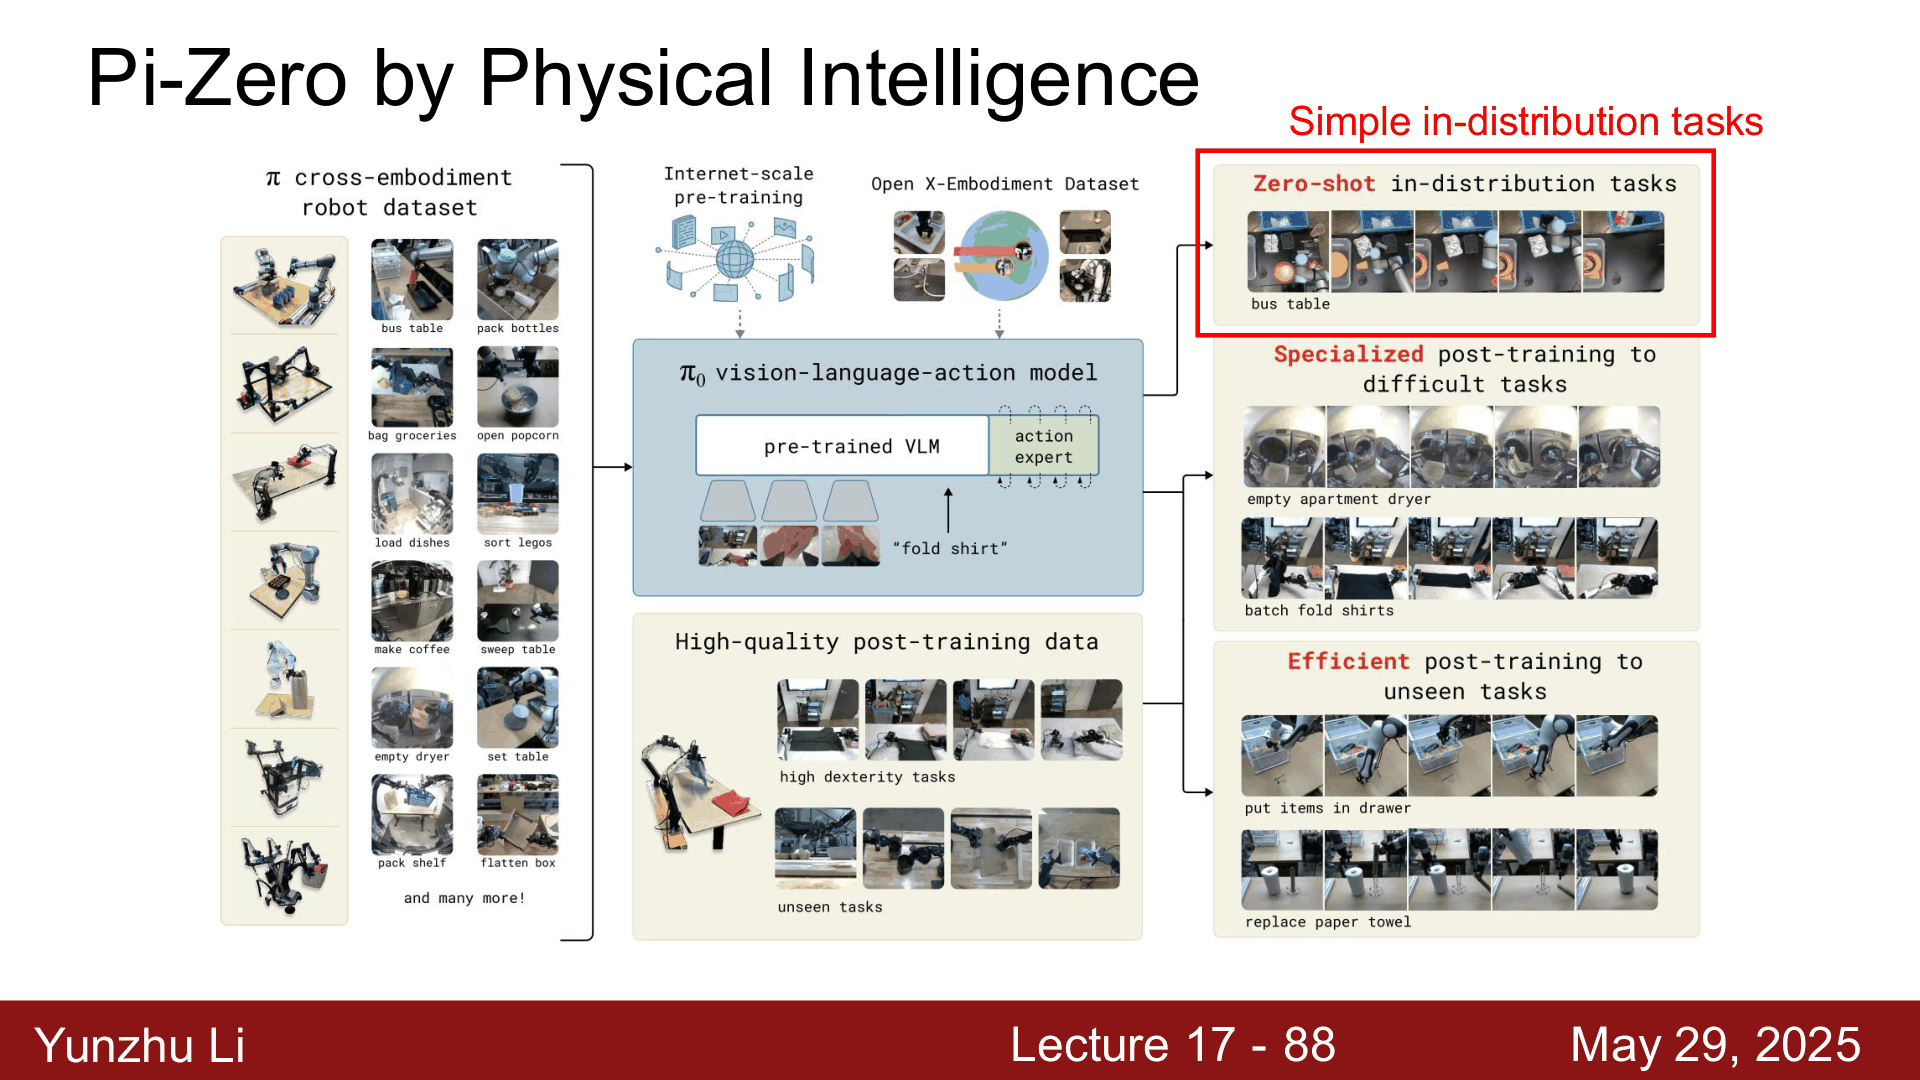 Pi-Zero by Physical Intelligence
Simple in-distribution tasks
π cross-embodiment
robot dataset
bus table
pack bottles
bag groceries
open popcorn
load dishes
sort legos
make coffee
sweep table
empty dryer
set table
pack shelf
flatten box
and many more!
Internet-scale
pre-training
Open X-Embodiment Dataset
π₀ vision-language-action model
pre-trained VLM
action
expert
“fold shirt”
High-quality post-training data
high dexterity tasks
unseen tasks
Zero-shot in-distribution tasks
bus table
Specialized post-training to
difficult tasks
empty apartment dryer
batch fold shirts
Efficient post-training to
unseen tasks
put items in drawer
replace paper towel
Yunzhu Li
Lecture 17 - 88
May 29, 2025